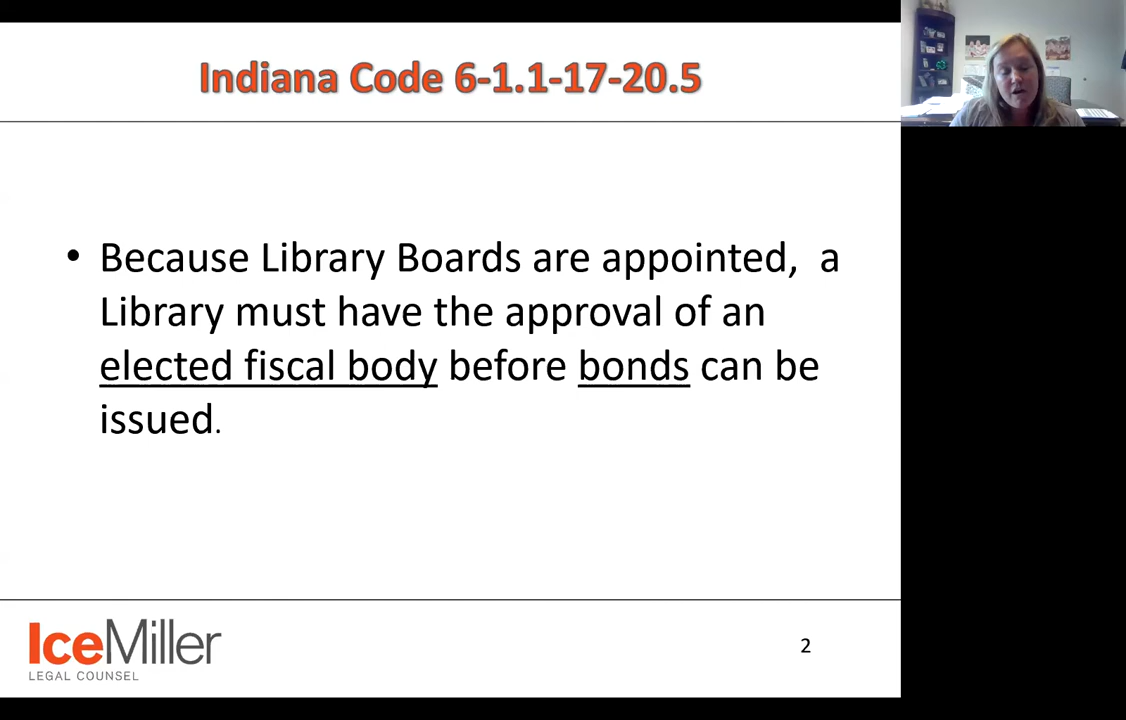 Indiana Code 6-1.1-17-20.5
• Because Library Boards are appointed,  a
Library must have the approval of an
elected fiscal body before bonds can be
issued.
IceMiller
LEGAL COUNSEL
2